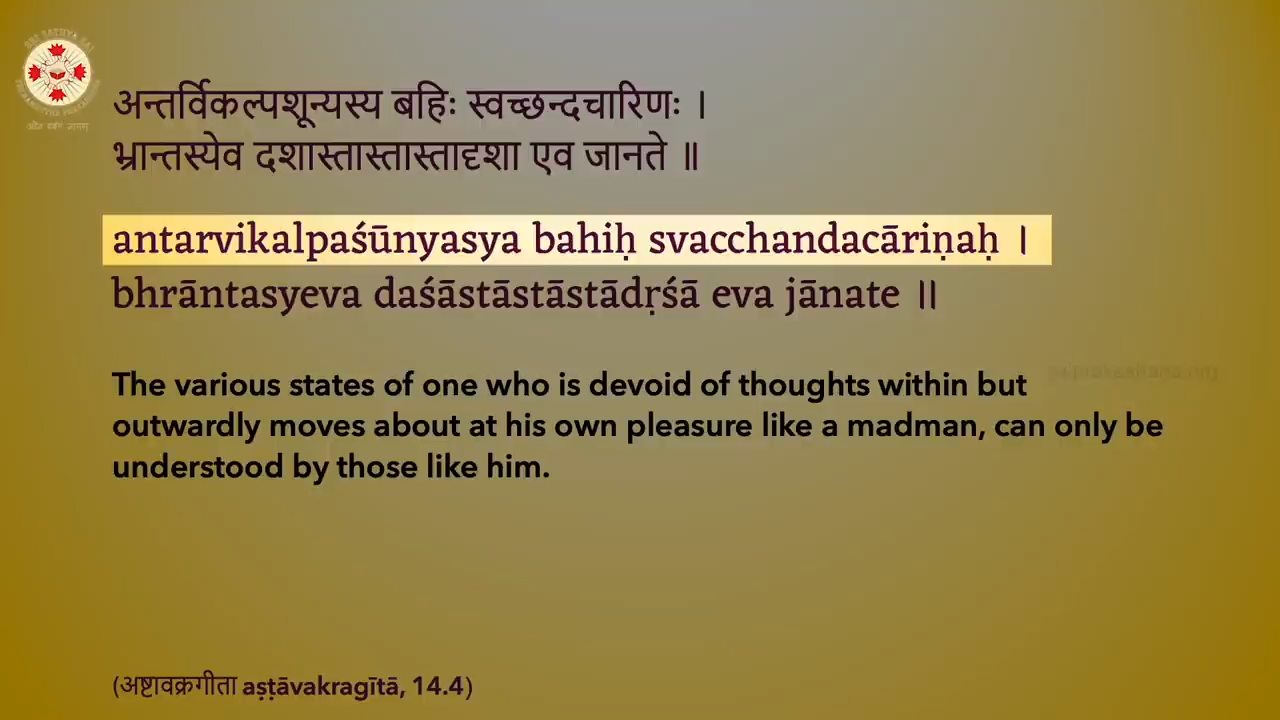 अन्तर्विकल्पशून्यस्य बहिः स्वच्छन्दचारिणः ।
भ्रान्तस्येव दशास्तास्तास्तादृशा एव जानते ॥
antarvikalpaśūnyasya bahiḥ svacchandacāriṇaḥ ।
bhrāntasyeva daśāstāstāstādṛśā eva jānate ॥
The various states of one who is devoid of thoughts within but
outwardly moves about at his own pleasure like a madman, can only be
understood by those like him.
(अष्टावक्रगीता aṣṭāvakragītā, 14.4)